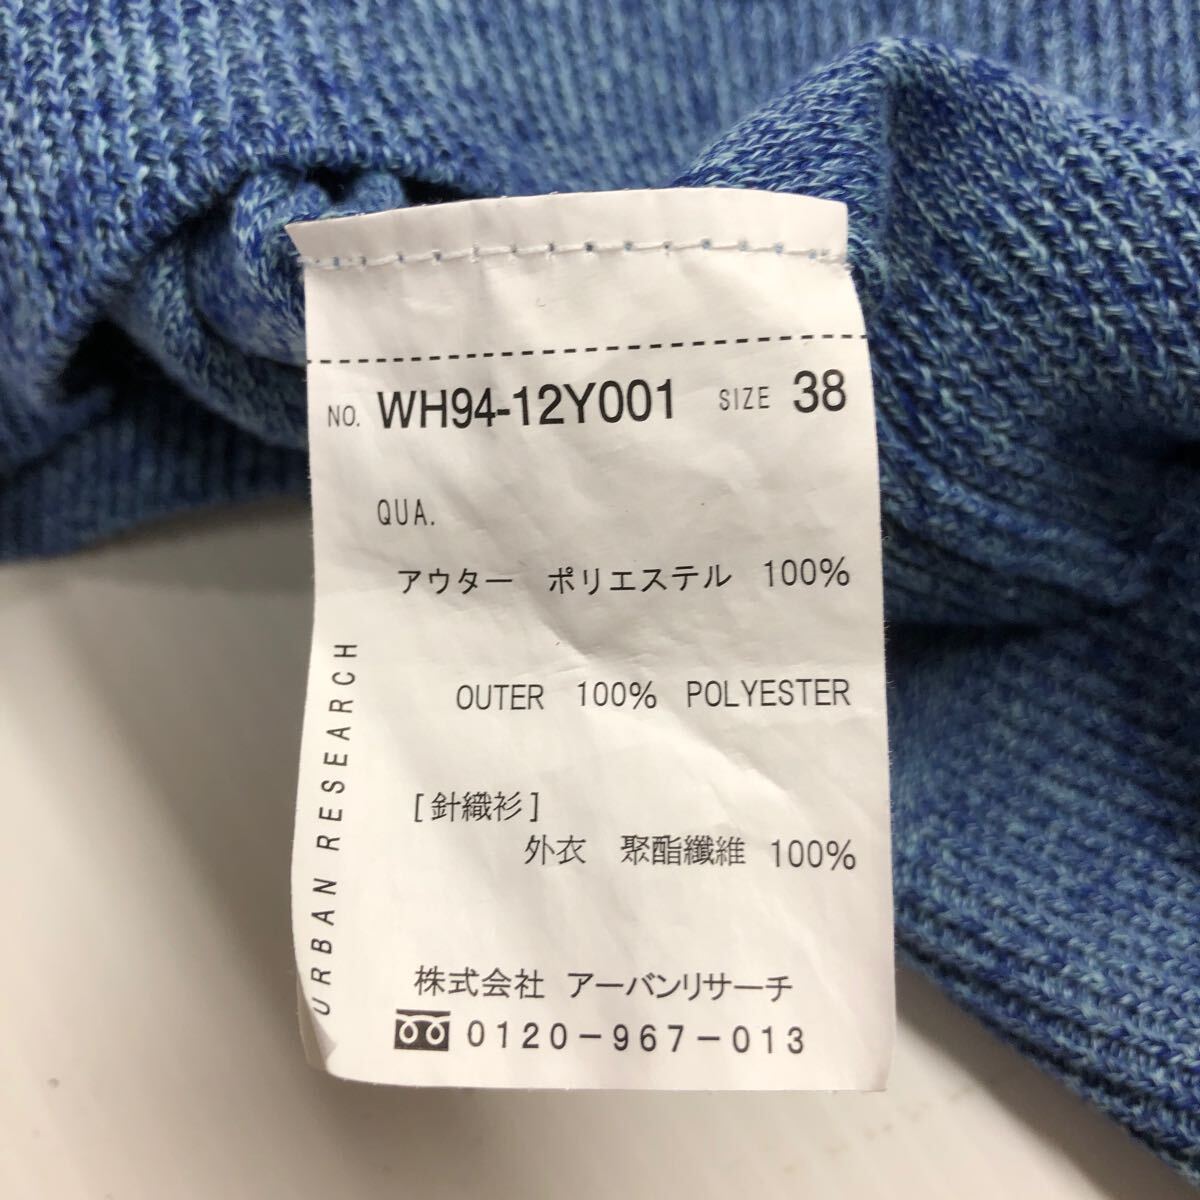 NO. WH94-12Y001 SIZE 38
QUA.
アウター ポリエステル 100%
OUTER 100% POLYESTER
[針織衫]
外衣 聚酯纖維 100%
株式会社 アーバンリサーチ
0120-967-013
URBAN RESEARCH